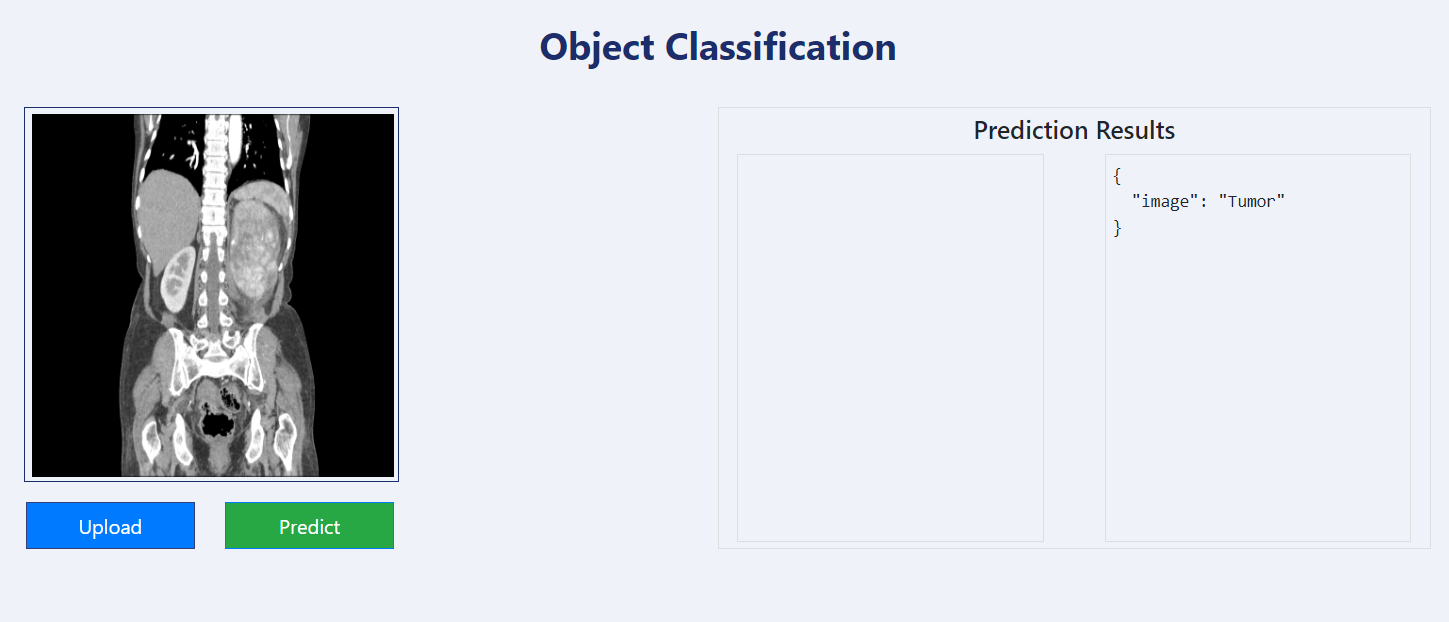 Object Classification
Prediction Results
{
"image": "Tumor"
}
Upload
Predict